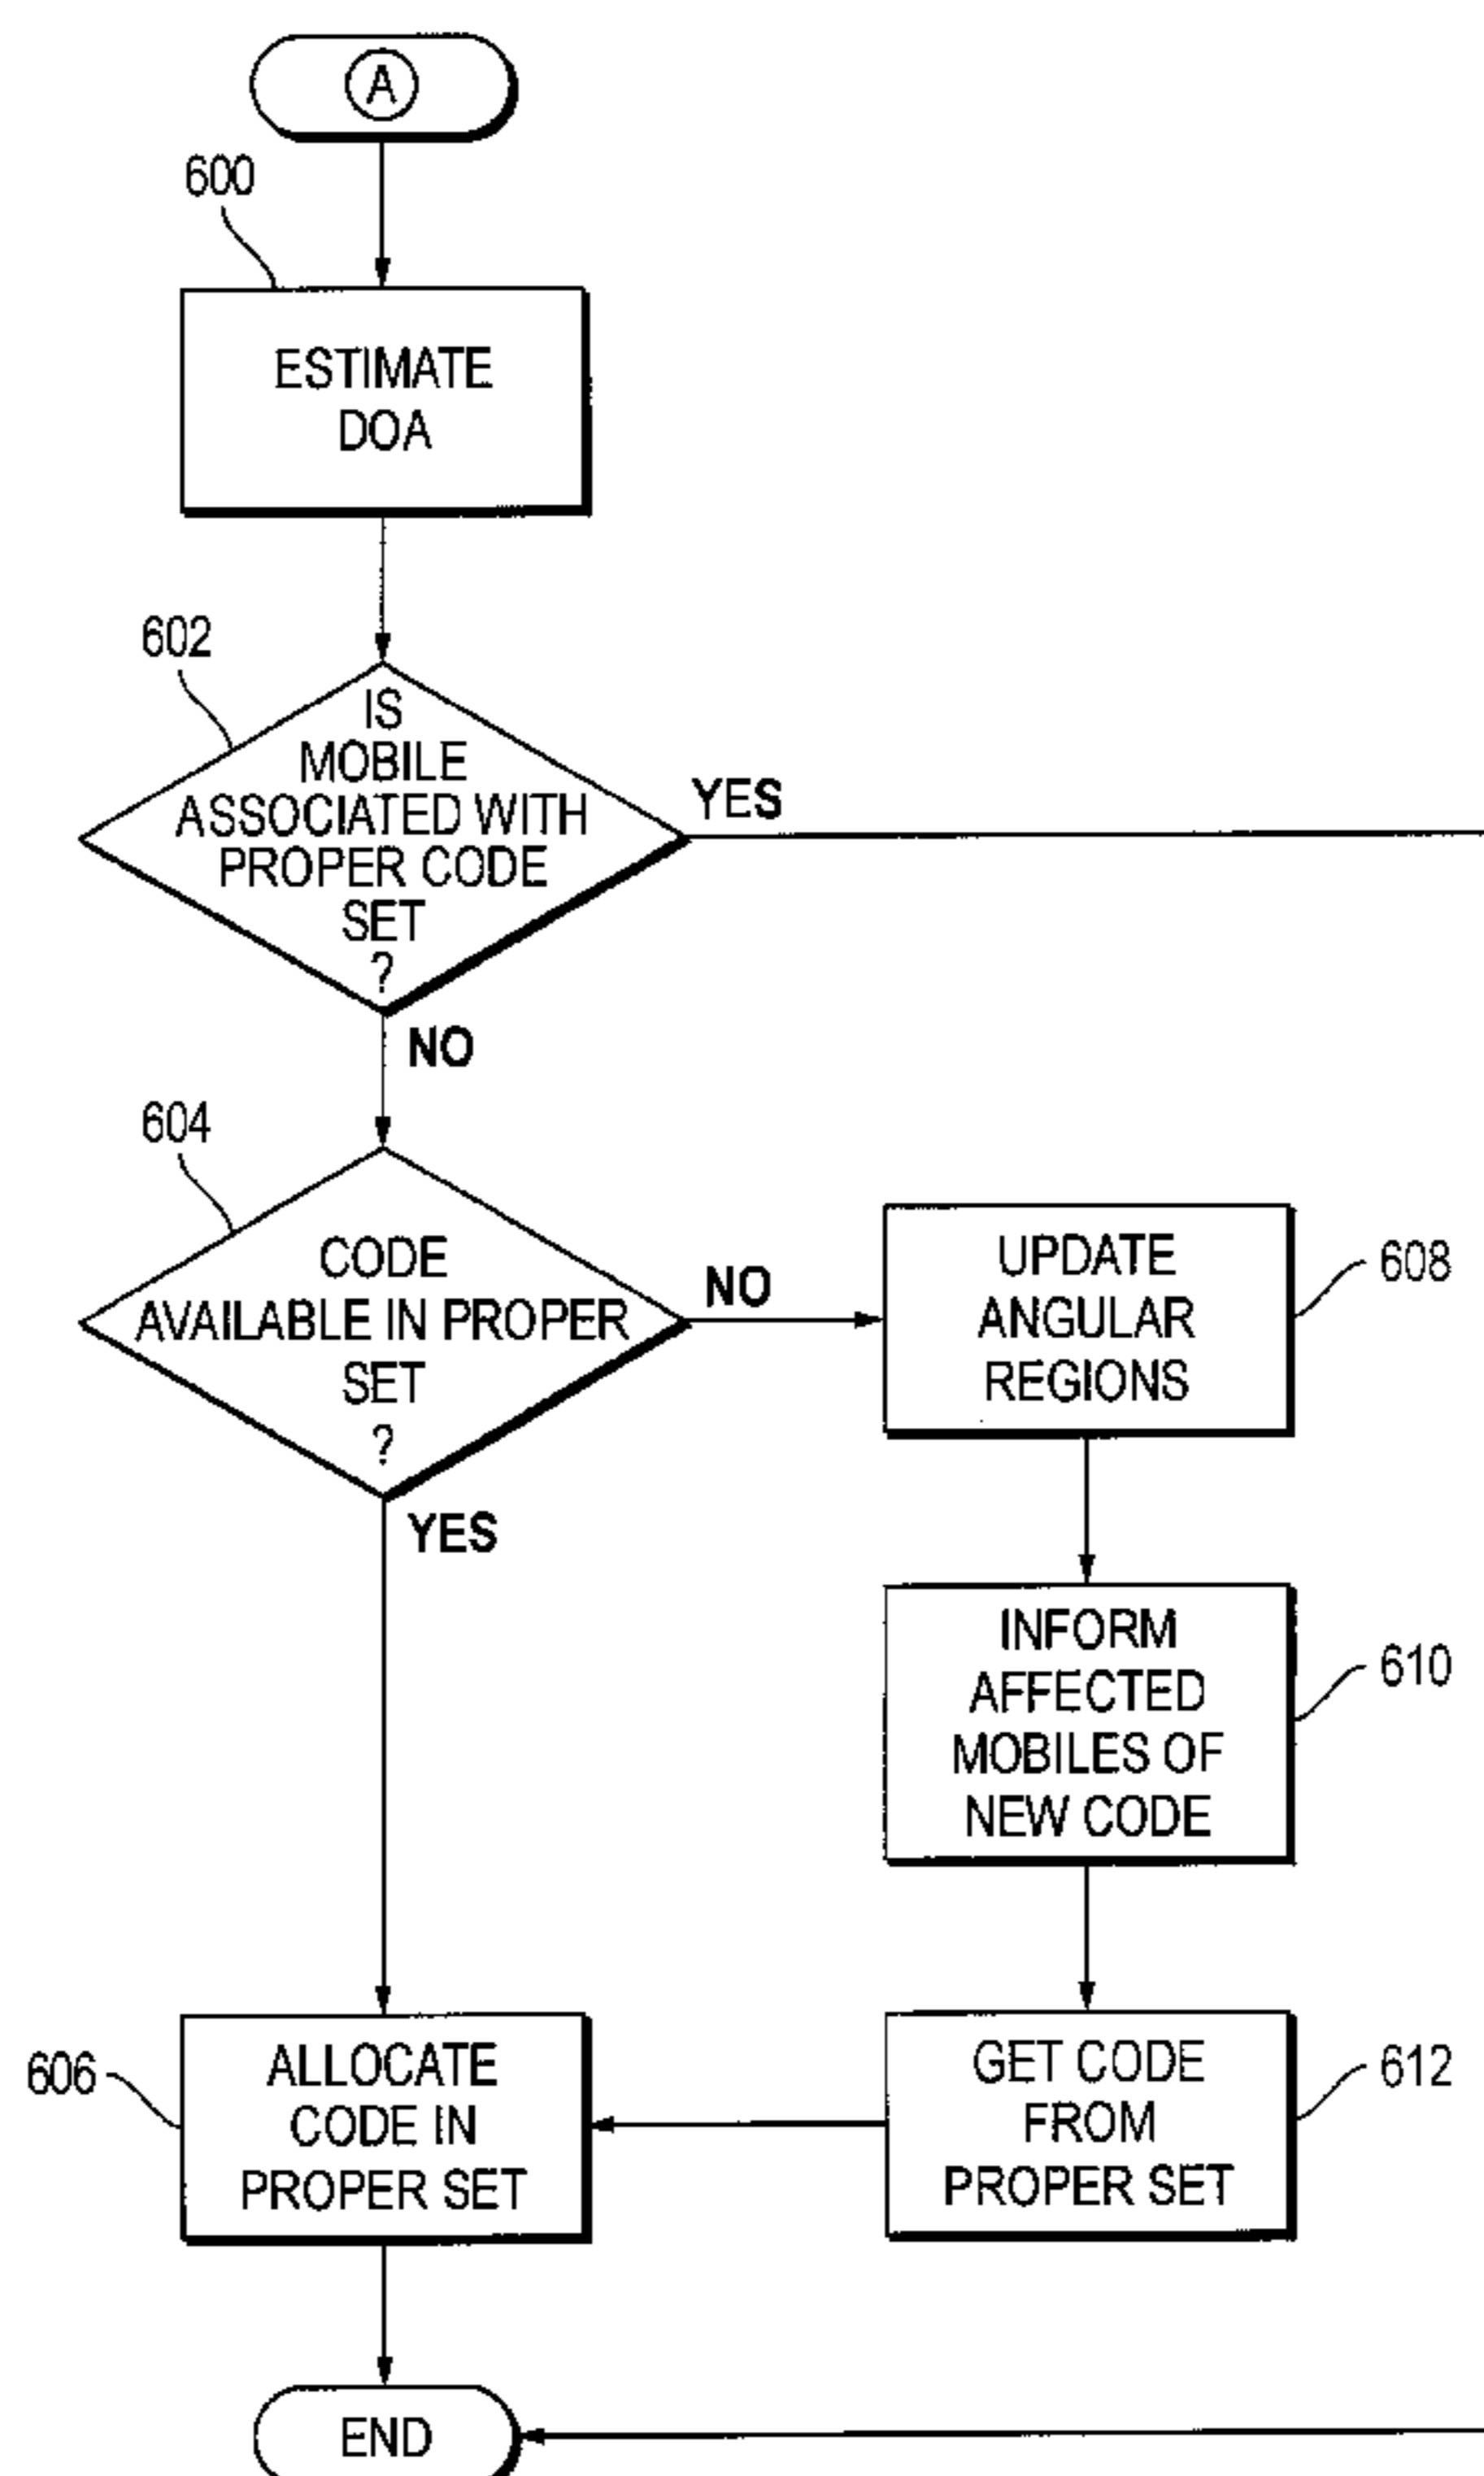 A
600
ESTIMATE
DOA
602
IS
MOBILE
ASSOCIATED WITH
PROPER CODE
SET
?
YES
NO
604
CODE
AVAILABLE IN PROPER
SET
?
NO
YES
UPDATE
ANGULAR
REGIONS
608
INFORM
AFFECTED
MOBILES OF
NEW CODE
610
606
ALLOCATE
CODE IN
PROPER SET
GET CODE
FROM
PROPER SET
612
END